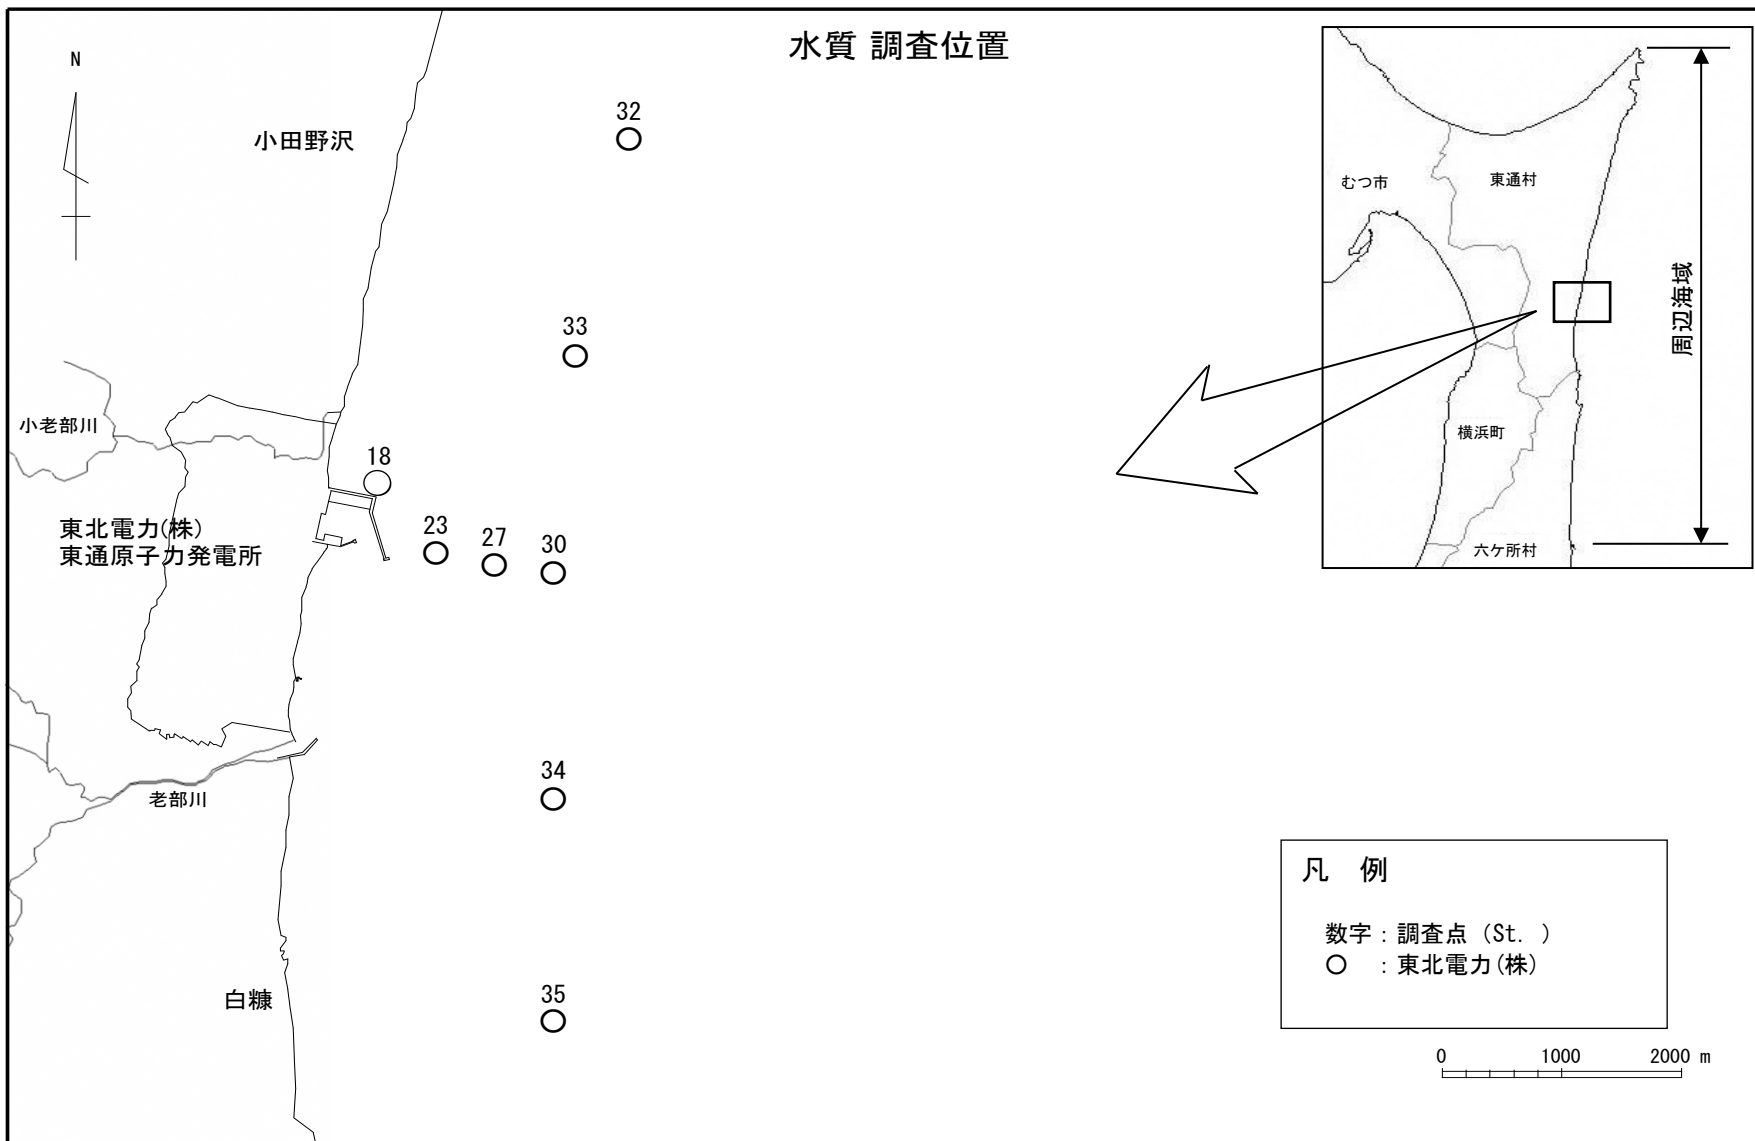 水質 調査位置
N
小田野沢
32
33
小老部川
18
東北電力(株)
東通原子力発電所
23
27
30
34
老部川
35
白糠
むつ市
東通村
周辺海域
横浜町
六ケ所村
凡 例
数字：調査点（St. ）
○ ：東北電力(株)
0 1000 2000 m